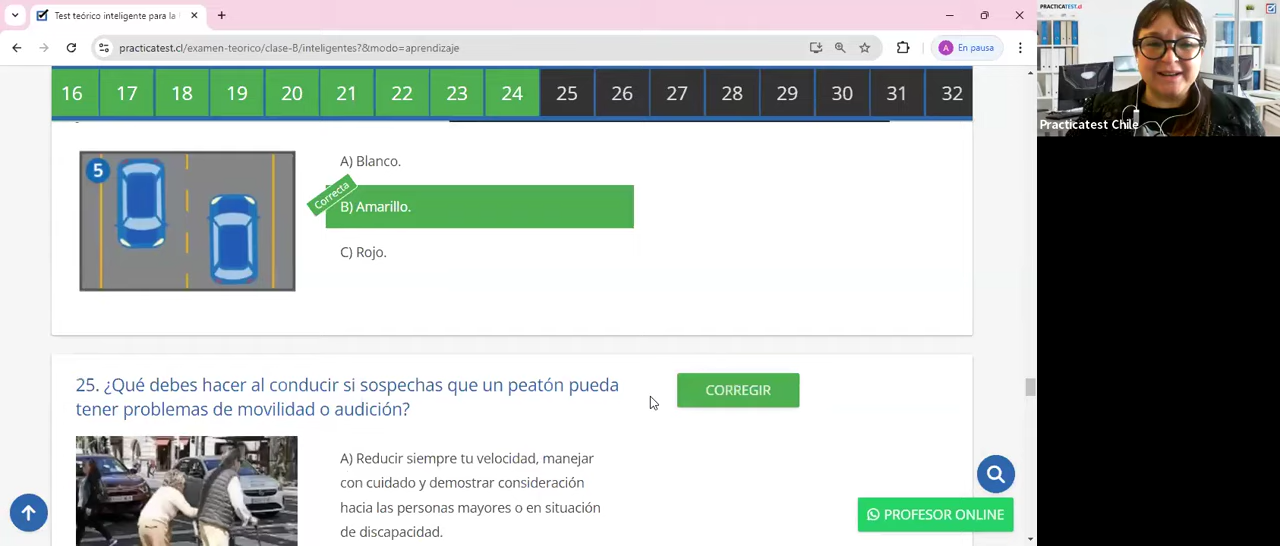 Test teórico inteligente para la
practicatest.cl/examen-teorico/clase-B/inteligentes?&modo=aprendizaje
A
En pausa
16 17 18 19 20 21 22 23 24 25 26 27 28 29 30 31 32
5
A) Blanco.
Correcta
B) Amarillo.
C) Rojo.
25. ¿Qué debes hacer al conducir si sospechas que un peatón pueda
tener problemas de movilidad o audición?
CORREGIR
A) Reducir siempre tu velocidad, manejar
con cuidado y demostrar consideración
hacia las personas mayores o en situación
de discapacidad.
PROFESOR ONLINE
PRACTICATEST.cl
Practicatest Chile